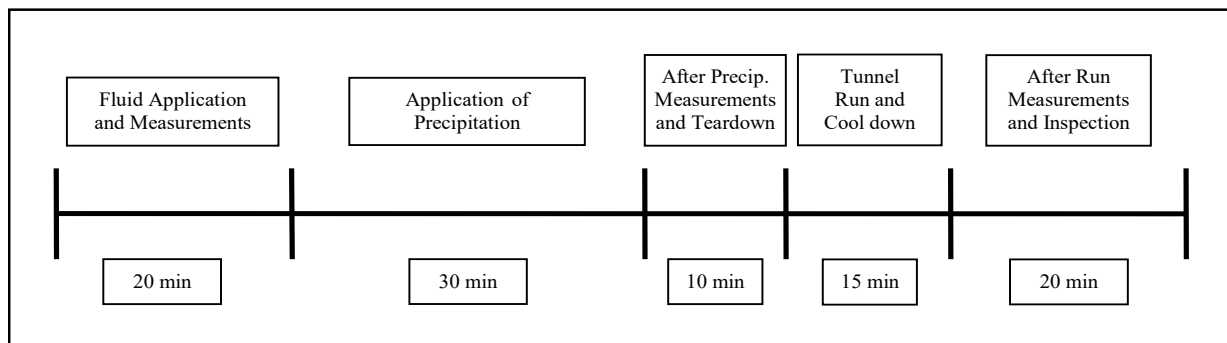 Fluid Application
and Measurements
Application of
Precipitation
After Precip.
Measurements
and Teardown
Tunnel
Run and
Cool down
After Run
Measurements
and Inspection
20 min
30 min
10 min
15 min
20 min